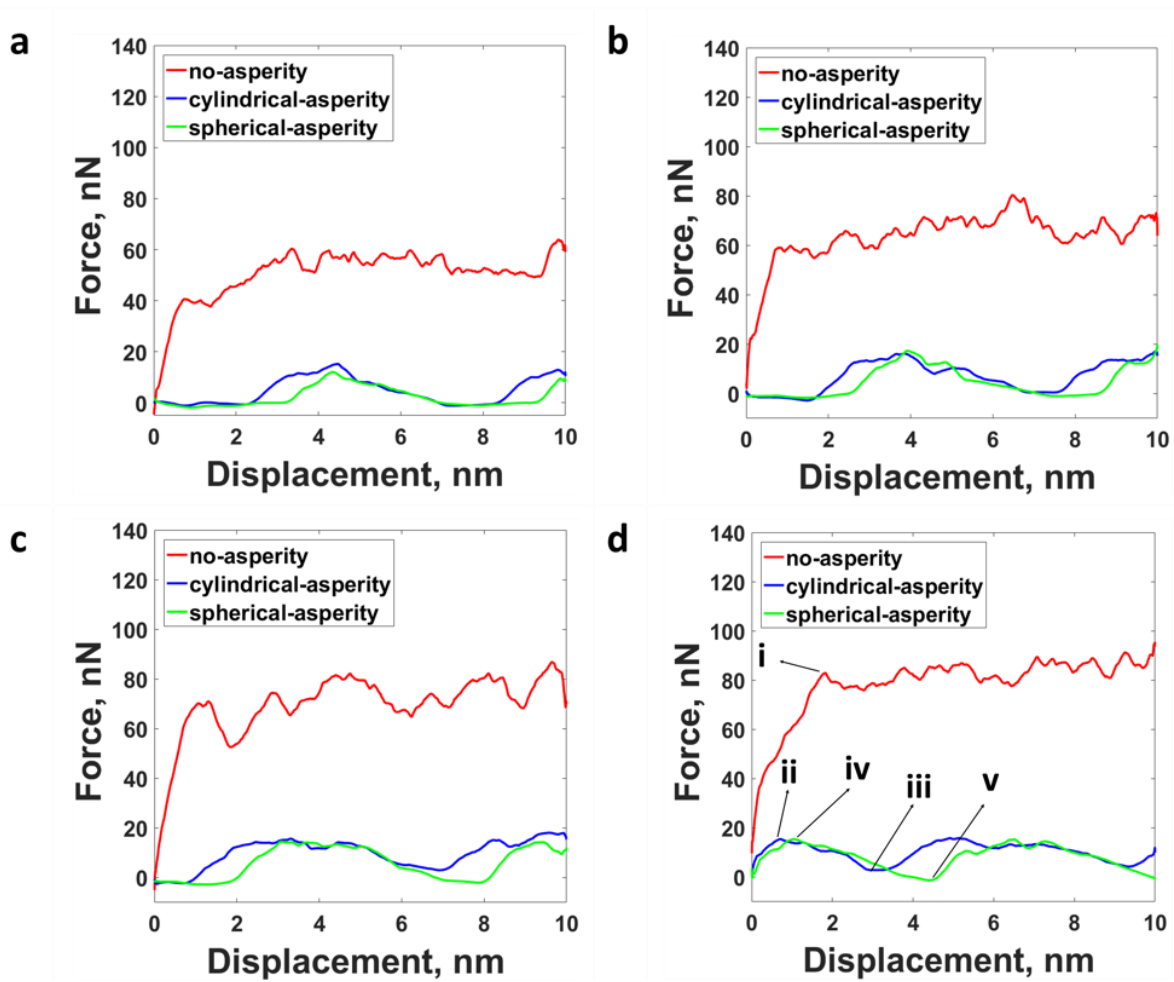 a
140
120
100
80
60
40
20
0
no-asperity
cylindrical-asperity
spherical-asperity
Force, nN
0 2 4 6 8 10
Displacement, nm
b
140
120
100
80
60
40
20
0
no-asperity
cylindrical-asperity
spherical-asperity
Force, nN
0 2 4 6 8 10
Displacement, nm
c
140
120
100
80
60
40
20
0
no-asperity
cylindrical-asperity
spherical-asperity
Force, nN
0 2 4 6 8 10
Displacement, nm
d
140
120
100
80
60
40
20
0
no-asperity
cylindrical-asperity
spherical-asperity
i
ii
iv
iii
v
Force, nN
0 2 4 6 8 10
Displacement, nm